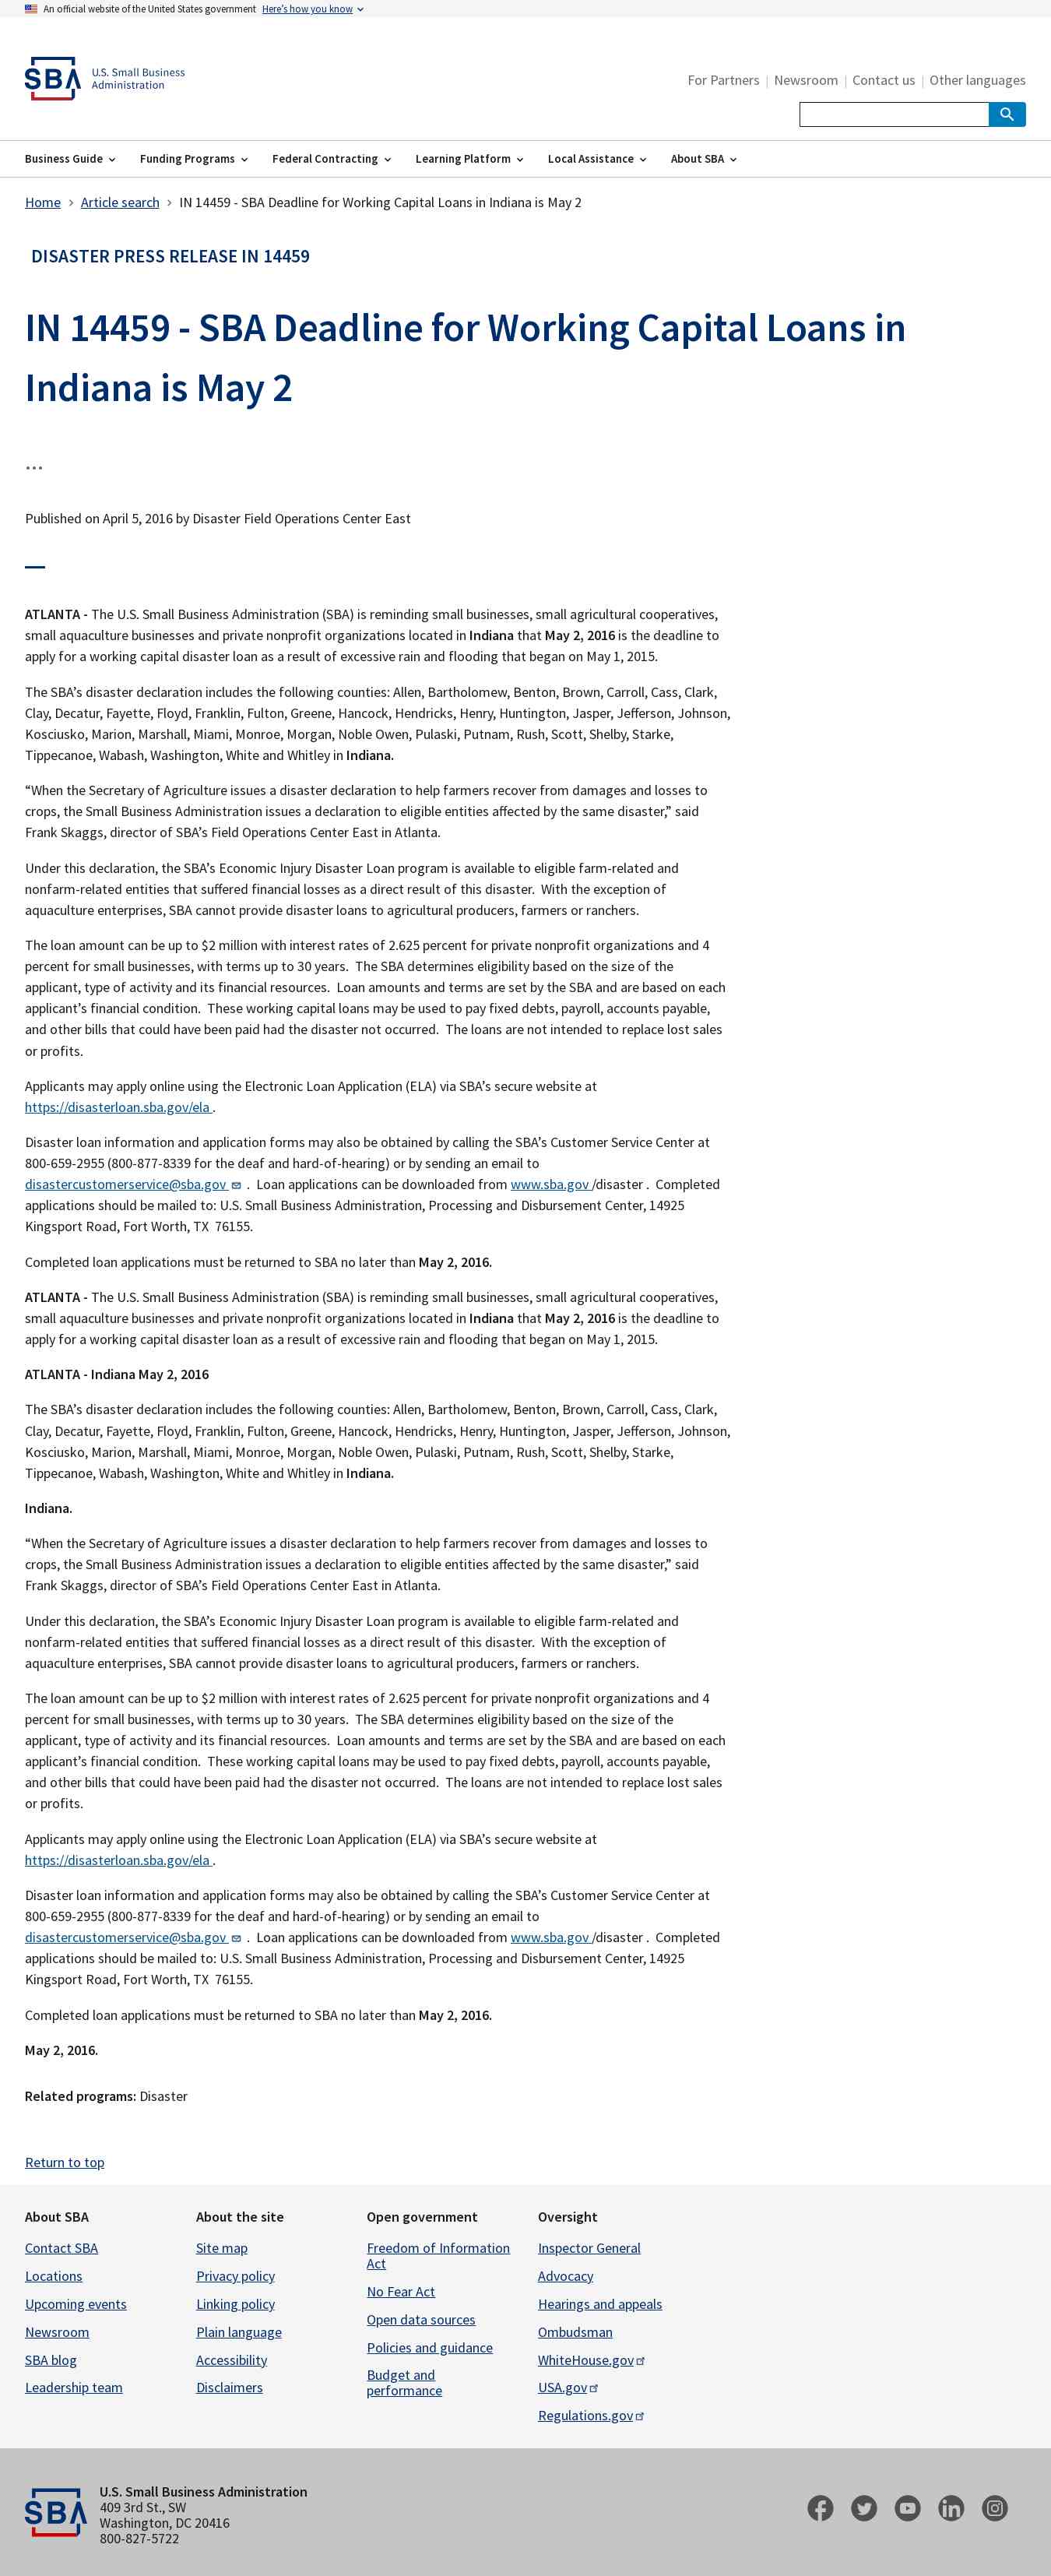 An official website of the United States government Here's how you know
SBA U.S. Small Business
Administration
For Partners | Newsroom | Contact us | Other languages
Business Guide Funding Programs Federal Contracting Learning Platform Local Assistance About SBA
Home > Article search > IN 14459 - SBA Deadline for Working Capital Loans in Indiana is May 2
DISASTER PRESS RELEASE IN 14459
IN 14459 - SBA Deadline for Working Capital Loans in
Indiana is May 2
...
Published on April 5, 2016 by Disaster Field Operations Center East
ATLANTA - The U.S. Small Business Administration (SBA) is reminding small businesses, small agricultural cooperatives,
small aquaculture businesses and private nonprofit organizations located in Indiana that May 2, 2016 is the deadline to
apply for a working capital disaster loan as a result of excessive rain and flooding that began on May 1, 2015.
The SBA’s disaster declaration includes the following counties: Allen, Bartholomew, Benton, Brown, Carroll, Cass, Clark,
Clay, Decatur, Fayette, Floyd, Franklin, Fulton, Greene, Hancock, Hendricks, Henry, Huntington, Jasper, Jefferson, Johnson,
Kosciusko, Marion, Marshall, Miami, Monroe, Morgan, Noble Owen, Pulaski, Putnam, Rush, Scott, Shelby, Starke,
Tippecanoe, Wabash, Washington, White and Whitley in Indiana.
“When the Secretary of Agriculture issues a disaster declaration to help farmers recover from damages and losses to
crops, the Small Business Administration issues a declaration to eligible entities affected by the same disaster,” said
Frank Skaggs, director of SBA’s Field Operations Center East in Atlanta.
Under this declaration, the SBA’s Economic Injury Disaster Loan program is available to eligible farm-related and
nonfarm-related entities that suffered financial losses as a direct result of this disaster. With the exception of
aquaculture enterprises, SBA cannot provide disaster loans to agricultural producers, farmers or ranchers.
The loan amount can be up to $2 million with interest rates of 2.625 percent for private nonprofit organizations and 4
percent for small businesses, with terms up to 30 years. The SBA determines eligibility based on the size of the
applicant, type of activity and its financial resources. Loan amounts and terms are set by the SBA and are based on each
applicant’s financial condition. These working capital loans may be used to pay fixed debts, payroll, accounts payable,
and other bills that could have been paid had the disaster not occurred. The loans are not intended to replace lost sales
or profits.
Applicants may apply online using the Electronic Loan Application (ELA) via SBA’s secure website at
https://disasterloan.sba.gov/ela .
Disaster loan information and application forms may also be obtained by calling the SBA’s Customer Service Center at
800-659-2955 (800-877-8339 for the deaf and hard-of-hearing) or by sending an email to
disastercustomerservice@sba.gov . Loan applications can be downloaded from www.sba.gov /disaster . Completed
applications should be mailed to: U.S. Small Business Administration, Processing and Disbursement Center, 14925
Kingsport Road, Fort Worth, TX 76155.
Completed loan applications must be returned to SBA no later than May 2, 2016.
ATLANTA - The U.S. Small Business Administration (SBA) is reminding small businesses, small agricultural cooperatives,
small aquaculture businesses and private nonprofit organizations located in Indiana that May 2, 2016 is the deadline to
apply for a working capital disaster loan as a result of excessive rain and flooding that began on May 1, 2015.
ATLANTA - Indiana May 2, 2016
The SBA’s disaster declaration includes the following counties: Allen, Bartholomew, Benton, Brown, Carroll, Cass, Clark,
Clay, Decatur, Fayette, Floyd, Franklin, Fulton, Greene, Hancock, Hendricks, Henry, Huntington, Jasper, Jefferson, Johnson,
Kosciusko, Marion, Marshall, Miami, Monroe, Morgan, Noble Owen, Pulaski, Putnam, Rush, Scott, Shelby, Starke,
Tippecanoe, Wabash, Washington, White and Whitley in Indiana.
Indiana.
“When the Secretary of Agriculture issues a disaster declaration to help farmers recover from damages and losses to
crops, the Small Business Administration issues a declaration to eligible entities affected by the same disaster,” said
Frank Skaggs, director of SBA’s Field Operations Center East in Atlanta.
Under this declaration, the SBA’s Economic Injury Disaster Loan program is available to eligible farm-related and
nonfarm-related entities that suffered financial losses as a direct result of this disaster. With the exception of
aquaculture enterprises, SBA cannot provide disaster loans to agricultural producers, farmers or ranchers.
The loan amount can be up to $2 million with interest rates of 2.625 percent for private nonprofit organizations and 4
percent for small businesses, with terms up to 30 years. The SBA determines eligibility based on the size of the
applicant, type of activity and its financial resources. Loan amounts and terms are set by the SBA and are based on each
applicant’s financial condition. These working capital loans may be used to pay fixed debts, payroll, accounts payable,
and other bills that could have been paid had the disaster not occurred. The loans are not intended to replace lost sales
or profits.
Applicants may apply online using the Electronic Loan Application (ELA) via SBA’s secure website at
https://disasterloan.sba.gov/ela .
Disaster loan information and application forms may also be obtained by calling the SBA’s Customer Service Center at
800-659-2955 (800-877-8339 for the deaf and hard-of-hearing) or by sending an email to
disastercustomerservice@sba.gov . Loan applications can be downloaded from www.sba.gov /disaster . Completed
applications should be mailed to: U.S. Small Business Administration, Processing and Disbursement Center, 14925
Kingsport Road, Fort Worth, TX 76155.
Completed loan applications must be returned to SBA no later than May 2, 2016.
May 2, 2016.
Related programs: Disaster
Return to top
About SBA
Contact SBA
Locations
Upcoming events
Newsroom
SBA blog
Leadership team
About the site
Site map
Privacy policy
Linking policy
Plain language
Accessibility
Disclaimers
Open government
Freedom of Information
Act
No Fear Act
Open data sources
Policies and guidance
Budget and
performance
Oversight
Inspector General
Advocacy
Hearings and appeals
Ombudsman
WhiteHouse.gov
USA.gov
Regulations.gov
SBA
U.S. Small Business Administration
409 3rd St., SW
Washington, DC 20416
800-827-5722